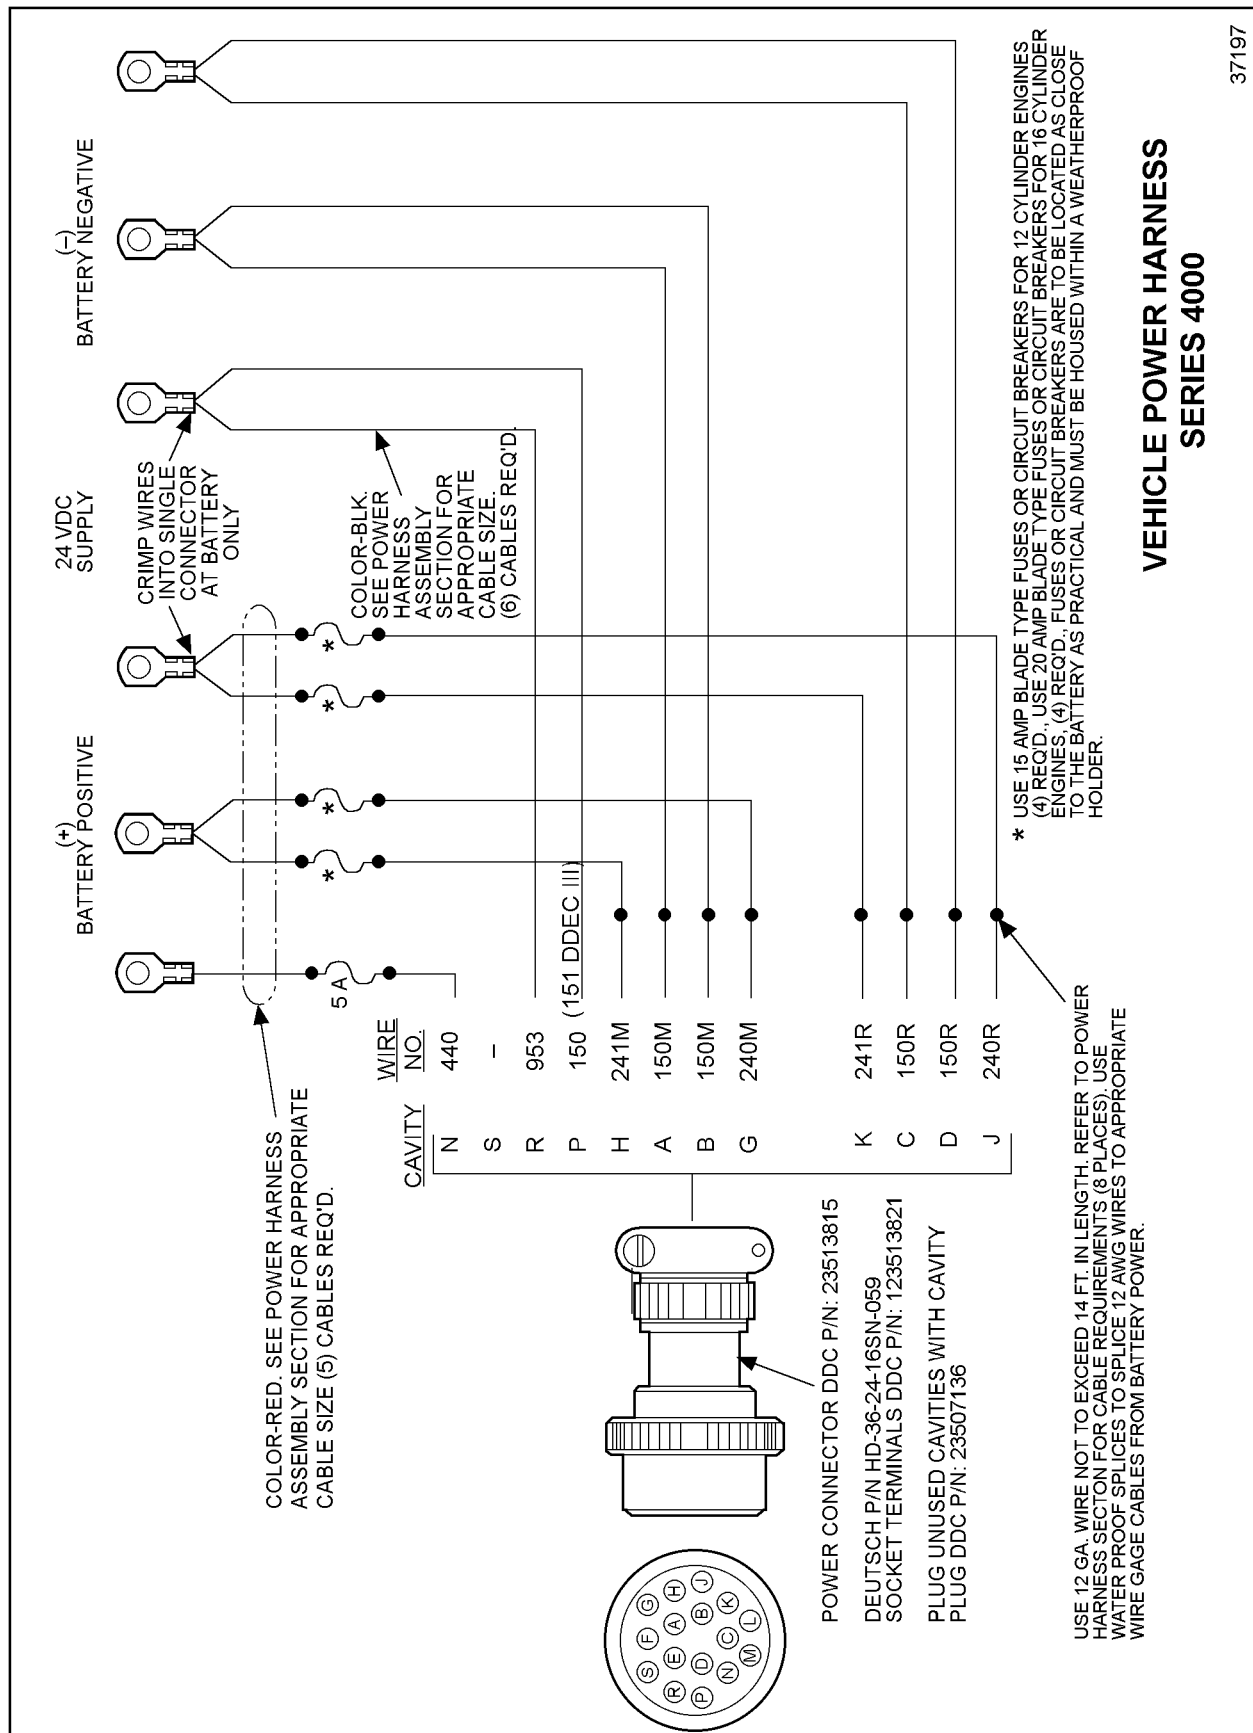 (+)
BATTERY POSITIVE
24 VDC
SUPPLY
(–)
BATTERY NEGATIVE
CRIMP WIRES
INTO SINGLE
CONNECTOR
AT BATTERY
ONLY
COLOR-RED. SEE POWER HARNESS
ASSEMBLY SECTION FOR APPROPRIATE
CABLE SIZE (5) CABLES REQ'D.
5 A
*
*
*
*
COLOR-BLK.
SEE POWER
HARNESS
ASSEMBLY
SECTION FOR
APPROPRIATE
CABLE SIZE.
(6) CABLES REQ'D.
CAVITY
WIRE
NO.
N 440
S –
R 953
P 150 (151 DDEC III)
H 241M
A 150M
B 150M
G 240M
K 241R
C 150R
D 150R
J 240R
S F G
R E A H
P D B J
N C K
M L
POWER CONNECTOR DDC P/N: 23513815
DEUTSCH P/N HD-36-24-16SN-059
SOCKET TERMINALS DDC P/N: 123513821
PLUG UNUSED CAVITIES WITH CAVITY
PLUG DDC P/N: 23507136
USE 12 GA. WIRE NOT TO EXCEED 14 FT. IN LENGTH. REFER TO POWER
HARNESS SECTON FOR CABLE REQUIREMENTS (8 PLACES). USE
WATER PROOF SPLICES TO SPLICE 12 AWG WIRES TO APPROPRIATE
WIRE GAGE CABLES FROM BATTERY POWER.
* USE 15 AMP BLADE TYPE FUSES OR CIRCUIT BREAKERS FOR 12 CYLINDER ENGINES
(4) REQ'D., USE 20 AMP BLADE TYPE FUSES OR CIRCUIT BREAKERS FOR 16 CYLINDER
ENGINES, (4) REQ'D., FUSES OR CIRCUIT BREAKERS ARE TO BE LOCATED AS CLOSE
TO THE BATTERY AS PRACTICAL AND MUST BE HOUSED WITHIN A WEATHERPROOF
HOLDER.
VEHICLE POWER HARNESS
SERIES 4000
37197